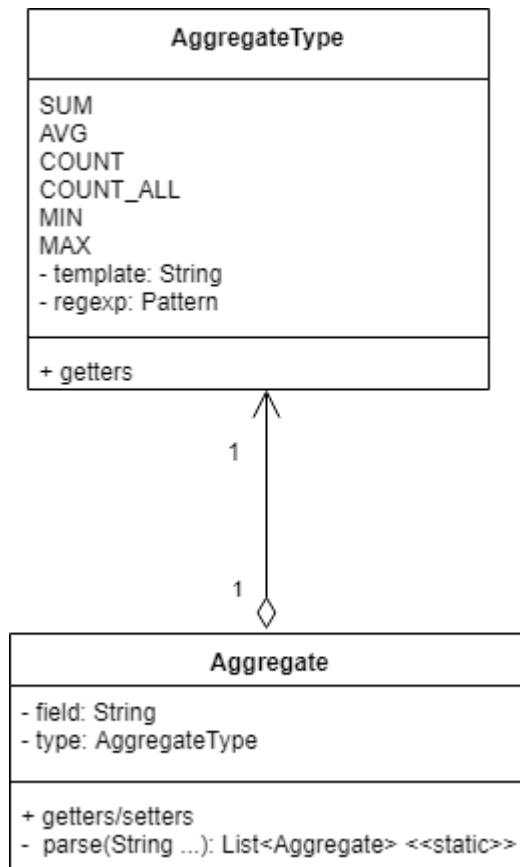 AggregateType
SUM
AVG
COUNT
COUNT_ALL
MIN
MAX
- template: String
- regexp: Pattern
+ getters
1
1
Aggregate
- field: String
- type: AggregateType
+ getters/setters
- parse(String ...): List<Aggregate> <<static>>